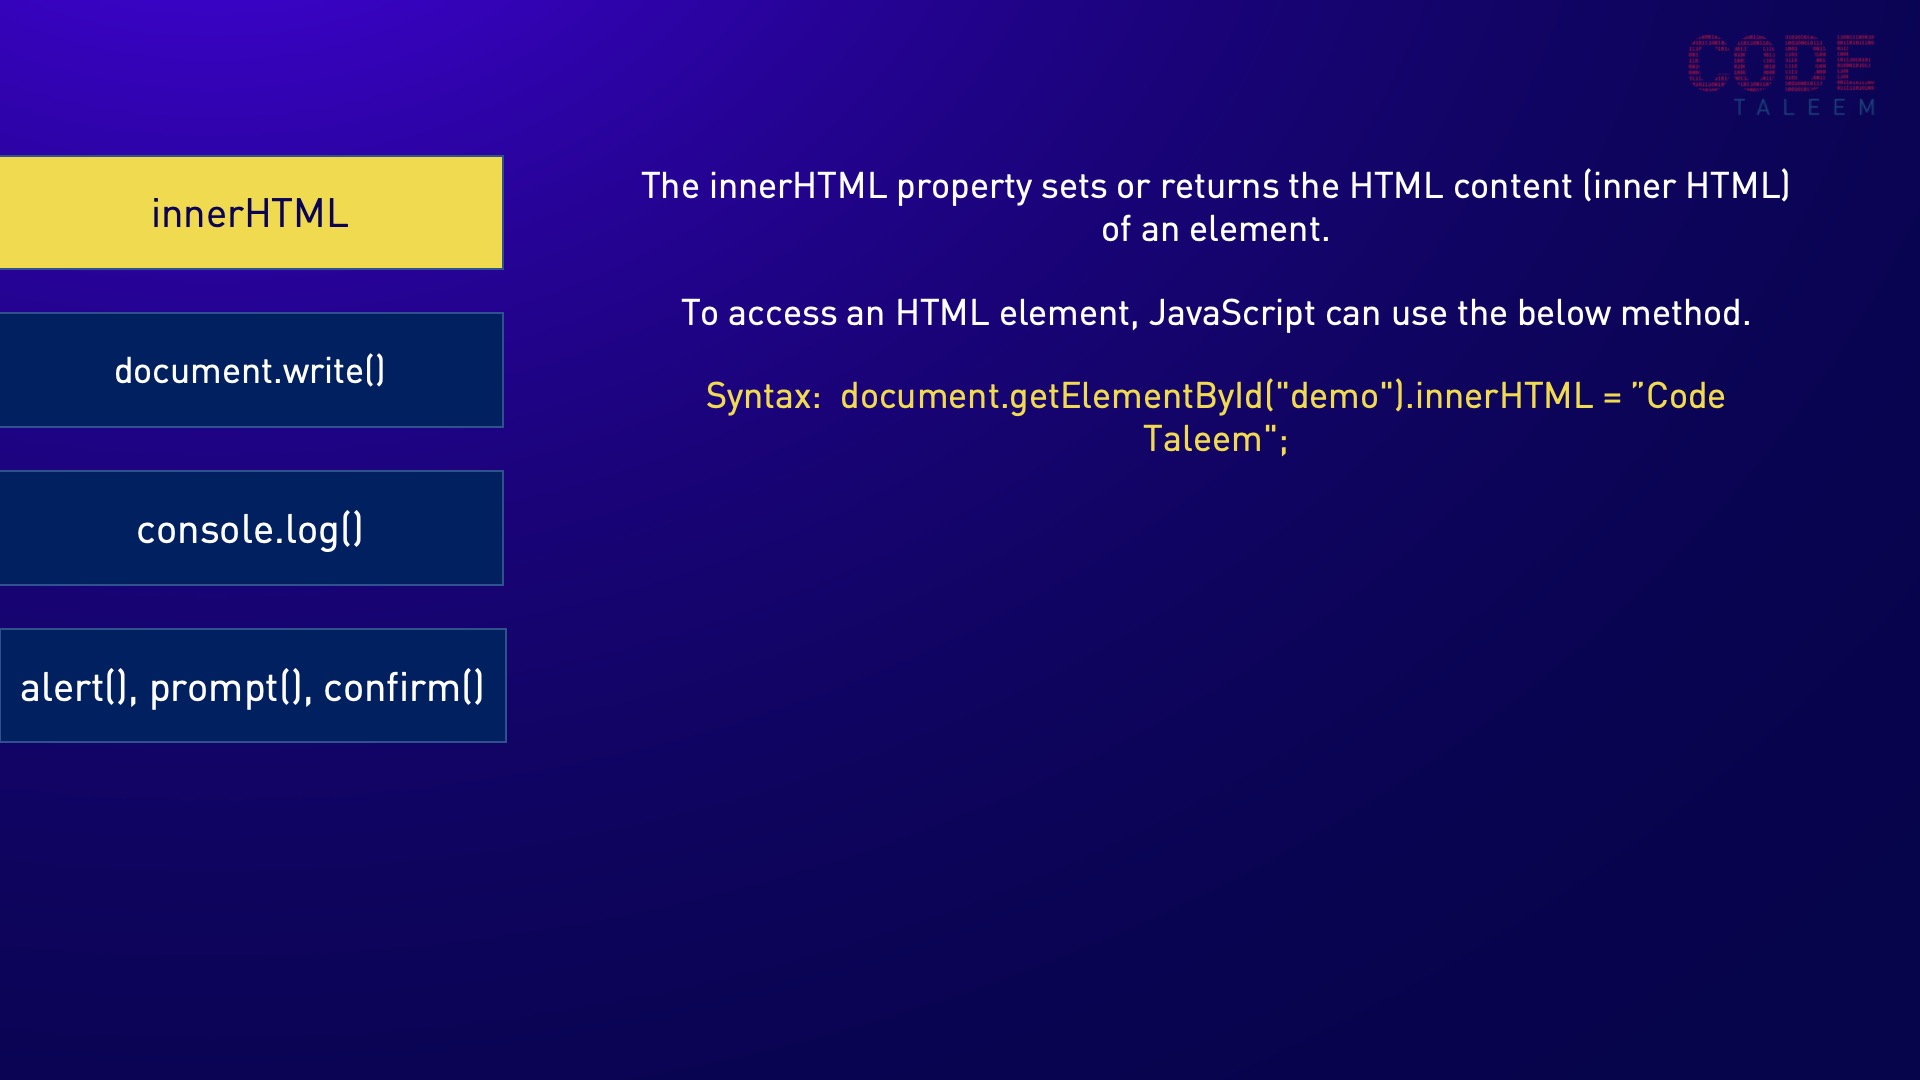 CODE
TALEEM
innerHTML
document.write()
console.log()
alert(), prompt(), confirm()
The innerHTML property sets or returns the HTML content (inner HTML)
of an element.
To access an HTML element, JavaScript can use the below method.
Syntax:  document.getElementById("demo").innerHTML = ”Code
Taleem";